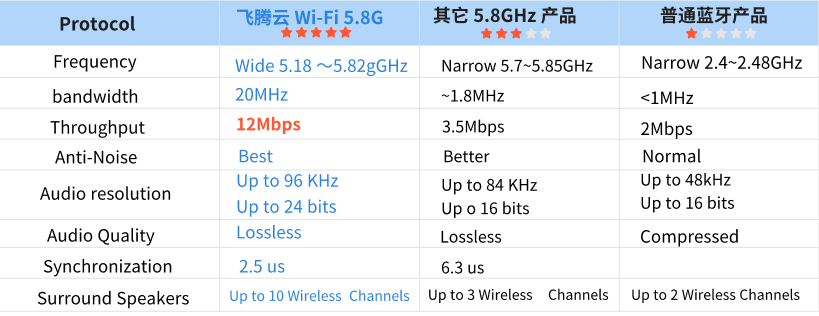 Protocol 飞腾云 Wi-Fi 5.8G 其它 5.8GHz 产品 普通蓝牙产品
Frequency Wide 5.18 ～5.82gGHz Narrow 5.7~5.85GHz Narrow 2.4~2.48GHz
bandwidth 20MHz ~1.8MHz <1MHz
Throughput 12Mbps 3.5Mbps 2Mbps
Anti-Noise Best Better Normal
Audio resolution Up to 96 KHz Up to 84 KHz Up to 48kHz
Up to 24 bits Up o 16 bits Up to 16 bits
Audio Quality Lossless Lossless Compressed
Synchronization 2.5 us 6.3 us
Surround Speakers Up to 10 Wireless Channels Up to 3 Wireless Channels Up to 2 Wireless Channels